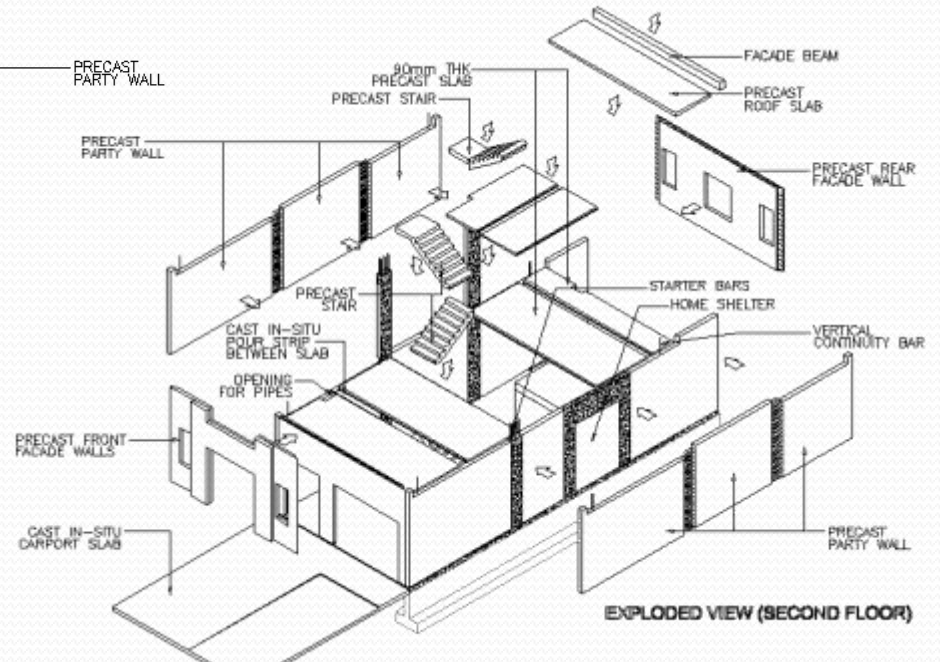 PRECAST
PARTY WALL
FACADE BEAM
90mm THK
PRECAST SLAB
PRECAST STAIR
PRECAST
ROOF SLAB
PRECAST
PARTY WALL
PRECAST REAR
FACADE WALL
STARTER BARS
PRECAST
STAIR
HOME SHELTER
CAST IN-SITU
POUR STRIP
BETWEEN SLAB
VERTICAL
CONTINUITY BAR
OPENING
FOR PIPES
PRECAST FRONT
FACADE WALLS
CAST IN-SITU
CARPORT SLAB
PRECAST
PARTY WALL
EXPLODED VIEW (SECOND FLOOR)